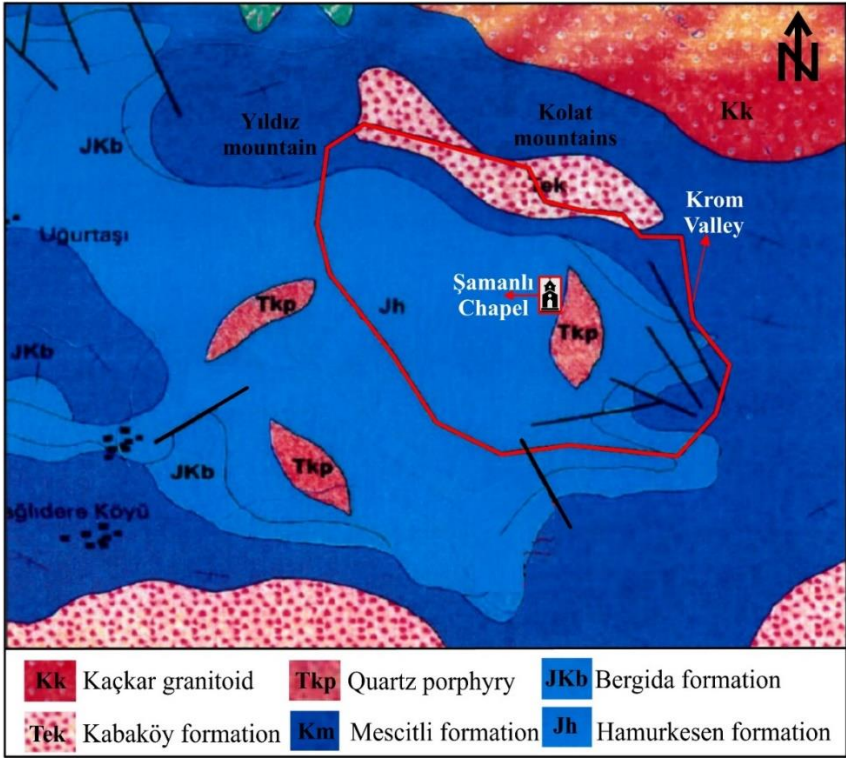 N
Kk
Yıldız
mountain
Kolat
mountains
JKb
Tek
Krom
Valley
Uğurtaşı
Şamanlı
Chapel
Tkp
Jh
Tkp
JKb
JKb
Tkp
ağlıdere Köyü
Kk Kaçkar granitoid
Tkp Quartz porphyry
JKb Bergida formation
Tek Kabaköy formation
Km Mescitli formation
Jh Hamurkesen formation